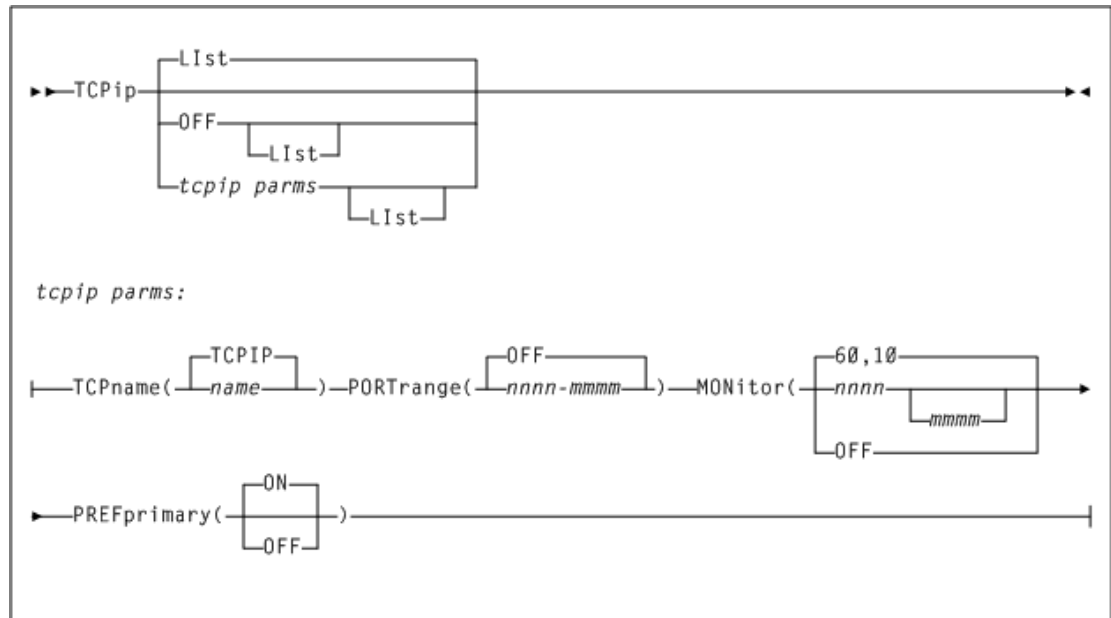 LIst
TCPip
OFF
LIst
tcpip parms
LIst
tcpip parms:
TCPIP OFF 60,10
TCPname( name ) PORTrange( nnnn-mmmm ) MONitor( nnnn
mmmm
OFF
ON
PREFprimary( )
OFF